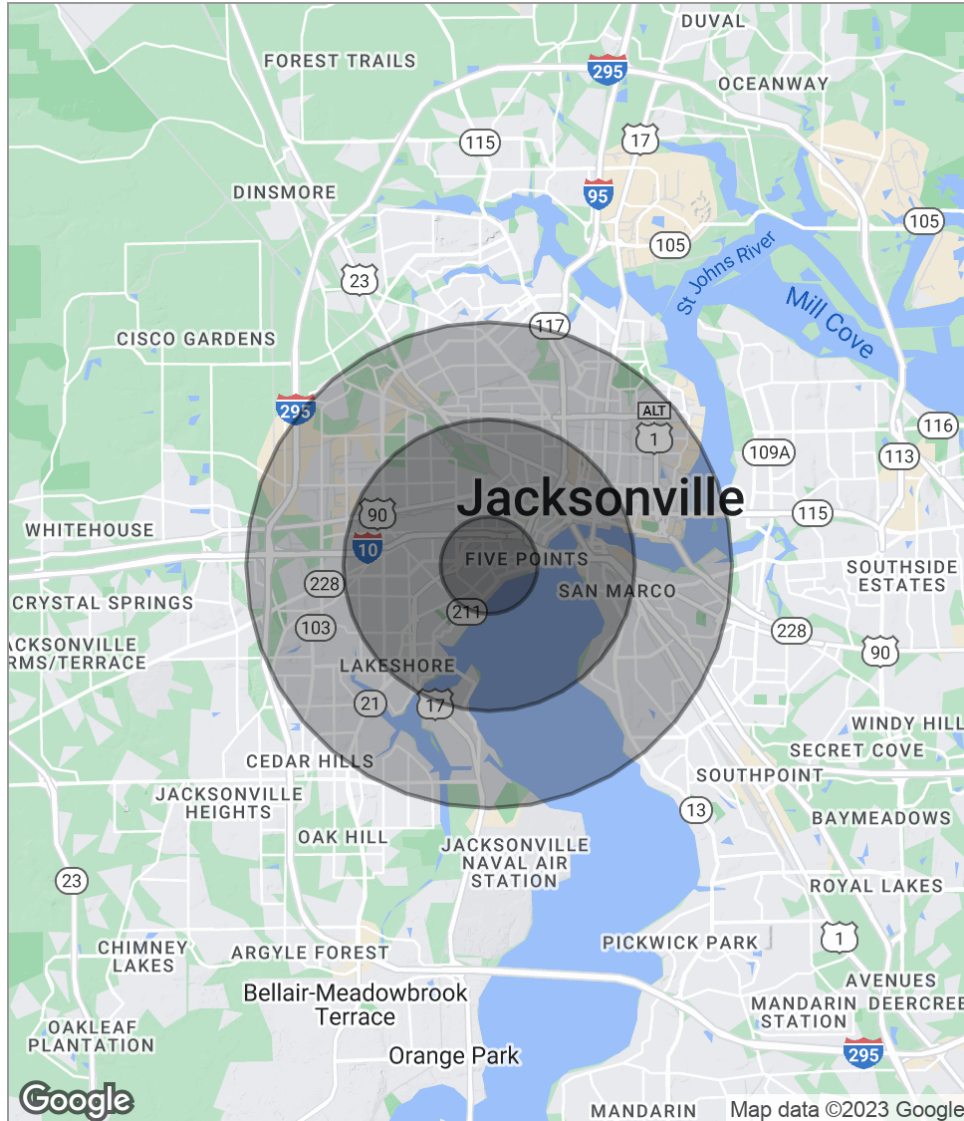 DUVAL
FOREST TRAILS
295
OCEANWAY
115
17
DINSMORE
95
105
105
23
St Johns River
Mill Cove
117
CISCO GARDENS
295
ALT
1
116
109A
113
Jacksonville
90
115
WHITEHOUSE
10
FIVE POINTS
SOUTHSIDE
ESTATES
228
SAN MARCO
CRYSTAL SPRINGS
211
103
228
ACKSONVILLE
RMS/TERRACE
90
LAKESHORE
21
17
WINDY HILL
SECRET COVE
CEDAR HILLS
SOUTHPOINT
JACKSONVILLE
HEIGHTS
13
BAYMEADOWS
OAK HILL
JACKSONVILLE
NAVAL AIR
STATION
23
ROYAL LAKES
CHIMNEY
LAKES
ARGYLE FOREST
PICKWICK PARK
1
AVENUES
Bellair-Meadowbrook
Terrace
MANDARIN
STATION
DEERCREE
OAKLEAF
PLANTATION
Orange Park
295
Google
MANDARIN
Map data ©2023 Google